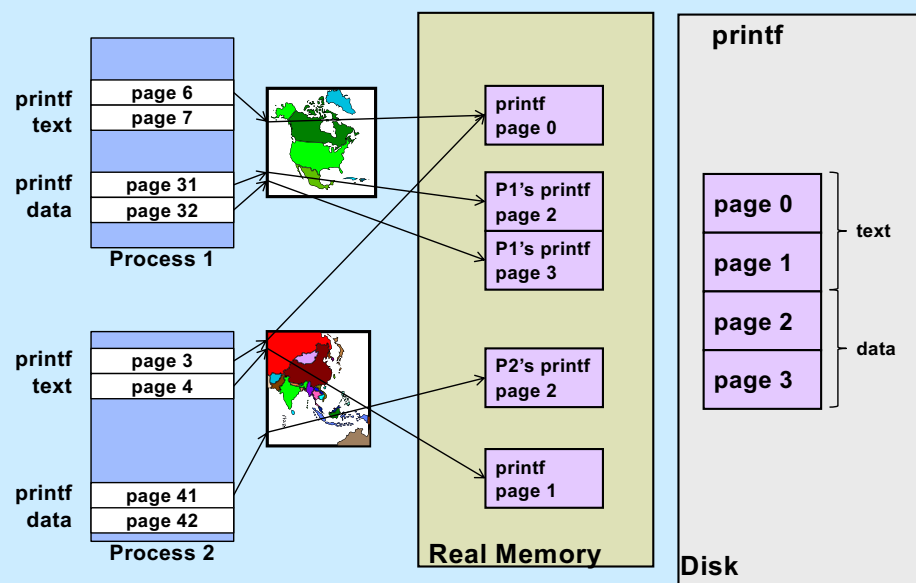 printf
text
page 6
page 7
printf
data
page 31
page 32
Process 1
printf
text
page 3
page 4
printf
data
page 41
page 42
Process 2
printf
page 0
P1’s printf
page 2
P1’s printf
page 3
P2’s printf
page 2
printf
page 1
Real Memory
printf
page 0
page 1
text
page 2
page 3
data
Disk